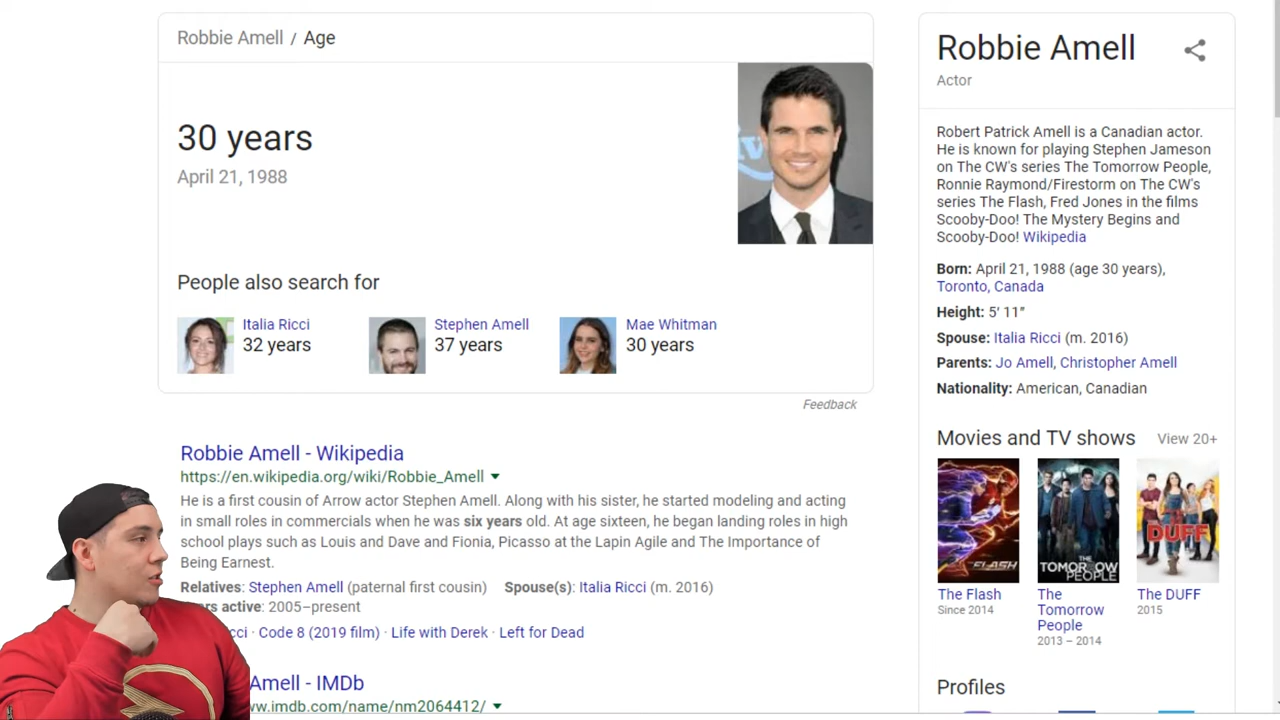 Robbie Amell / Age
30 years
April 21, 1988
People also search for
Italia Ricci
32 years
Stephen Amell
37 years
Mae Whitman
30 years
Feedback
Robbie Amell - Wikipedia
https://en.wikipedia.org/wiki/Robbie_Amell
He is a first cousin of Arrow actor Stephen Amell. Along with his sister, he started modeling and acting
in small roles in commercials when he was six years old. At age sixteen, he began landing roles in high
school plays such as Louis and Dave and Fionia, Picasso at the Lapin Agile and The Importance of
Being Earnest.
Relatives: Stephen Amell (paternal first cousin) Spouse(s): Italia Ricci (m. 2016)
active: 2005–present
Code 8 (2019 film) · Life with Derek · Left for Dead
Amell - IMDb
.imdb.com/name/nm2064412/
Robbie Amell
Actor
Robert Patrick Amell is a Canadian actor.
He is known for playing Stephen Jameson
on The CW's series The Tomorrow People,
Ronnie Raymond/Firestorm on The CW's
series The Flash, Fred Jones in the films
Scooby-Doo! The Mystery Begins and
Scooby-Doo! Wikipedia
Born: April 21, 1988 (age 30 years),
Toronto, Canada
Height: 5′ 11″
Spouse: Italia Ricci (m. 2016)
Parents: Jo Amell, Christopher Amell
Nationality: American, Canadian
Movies and TV shows View 20+
FLASH
THE
TOMORROW
PEOPLE
THE
DUFF
The Flash
Since 2014
The
Tomorrow
People
2013 – 2014
The DUFF
2015
Profiles